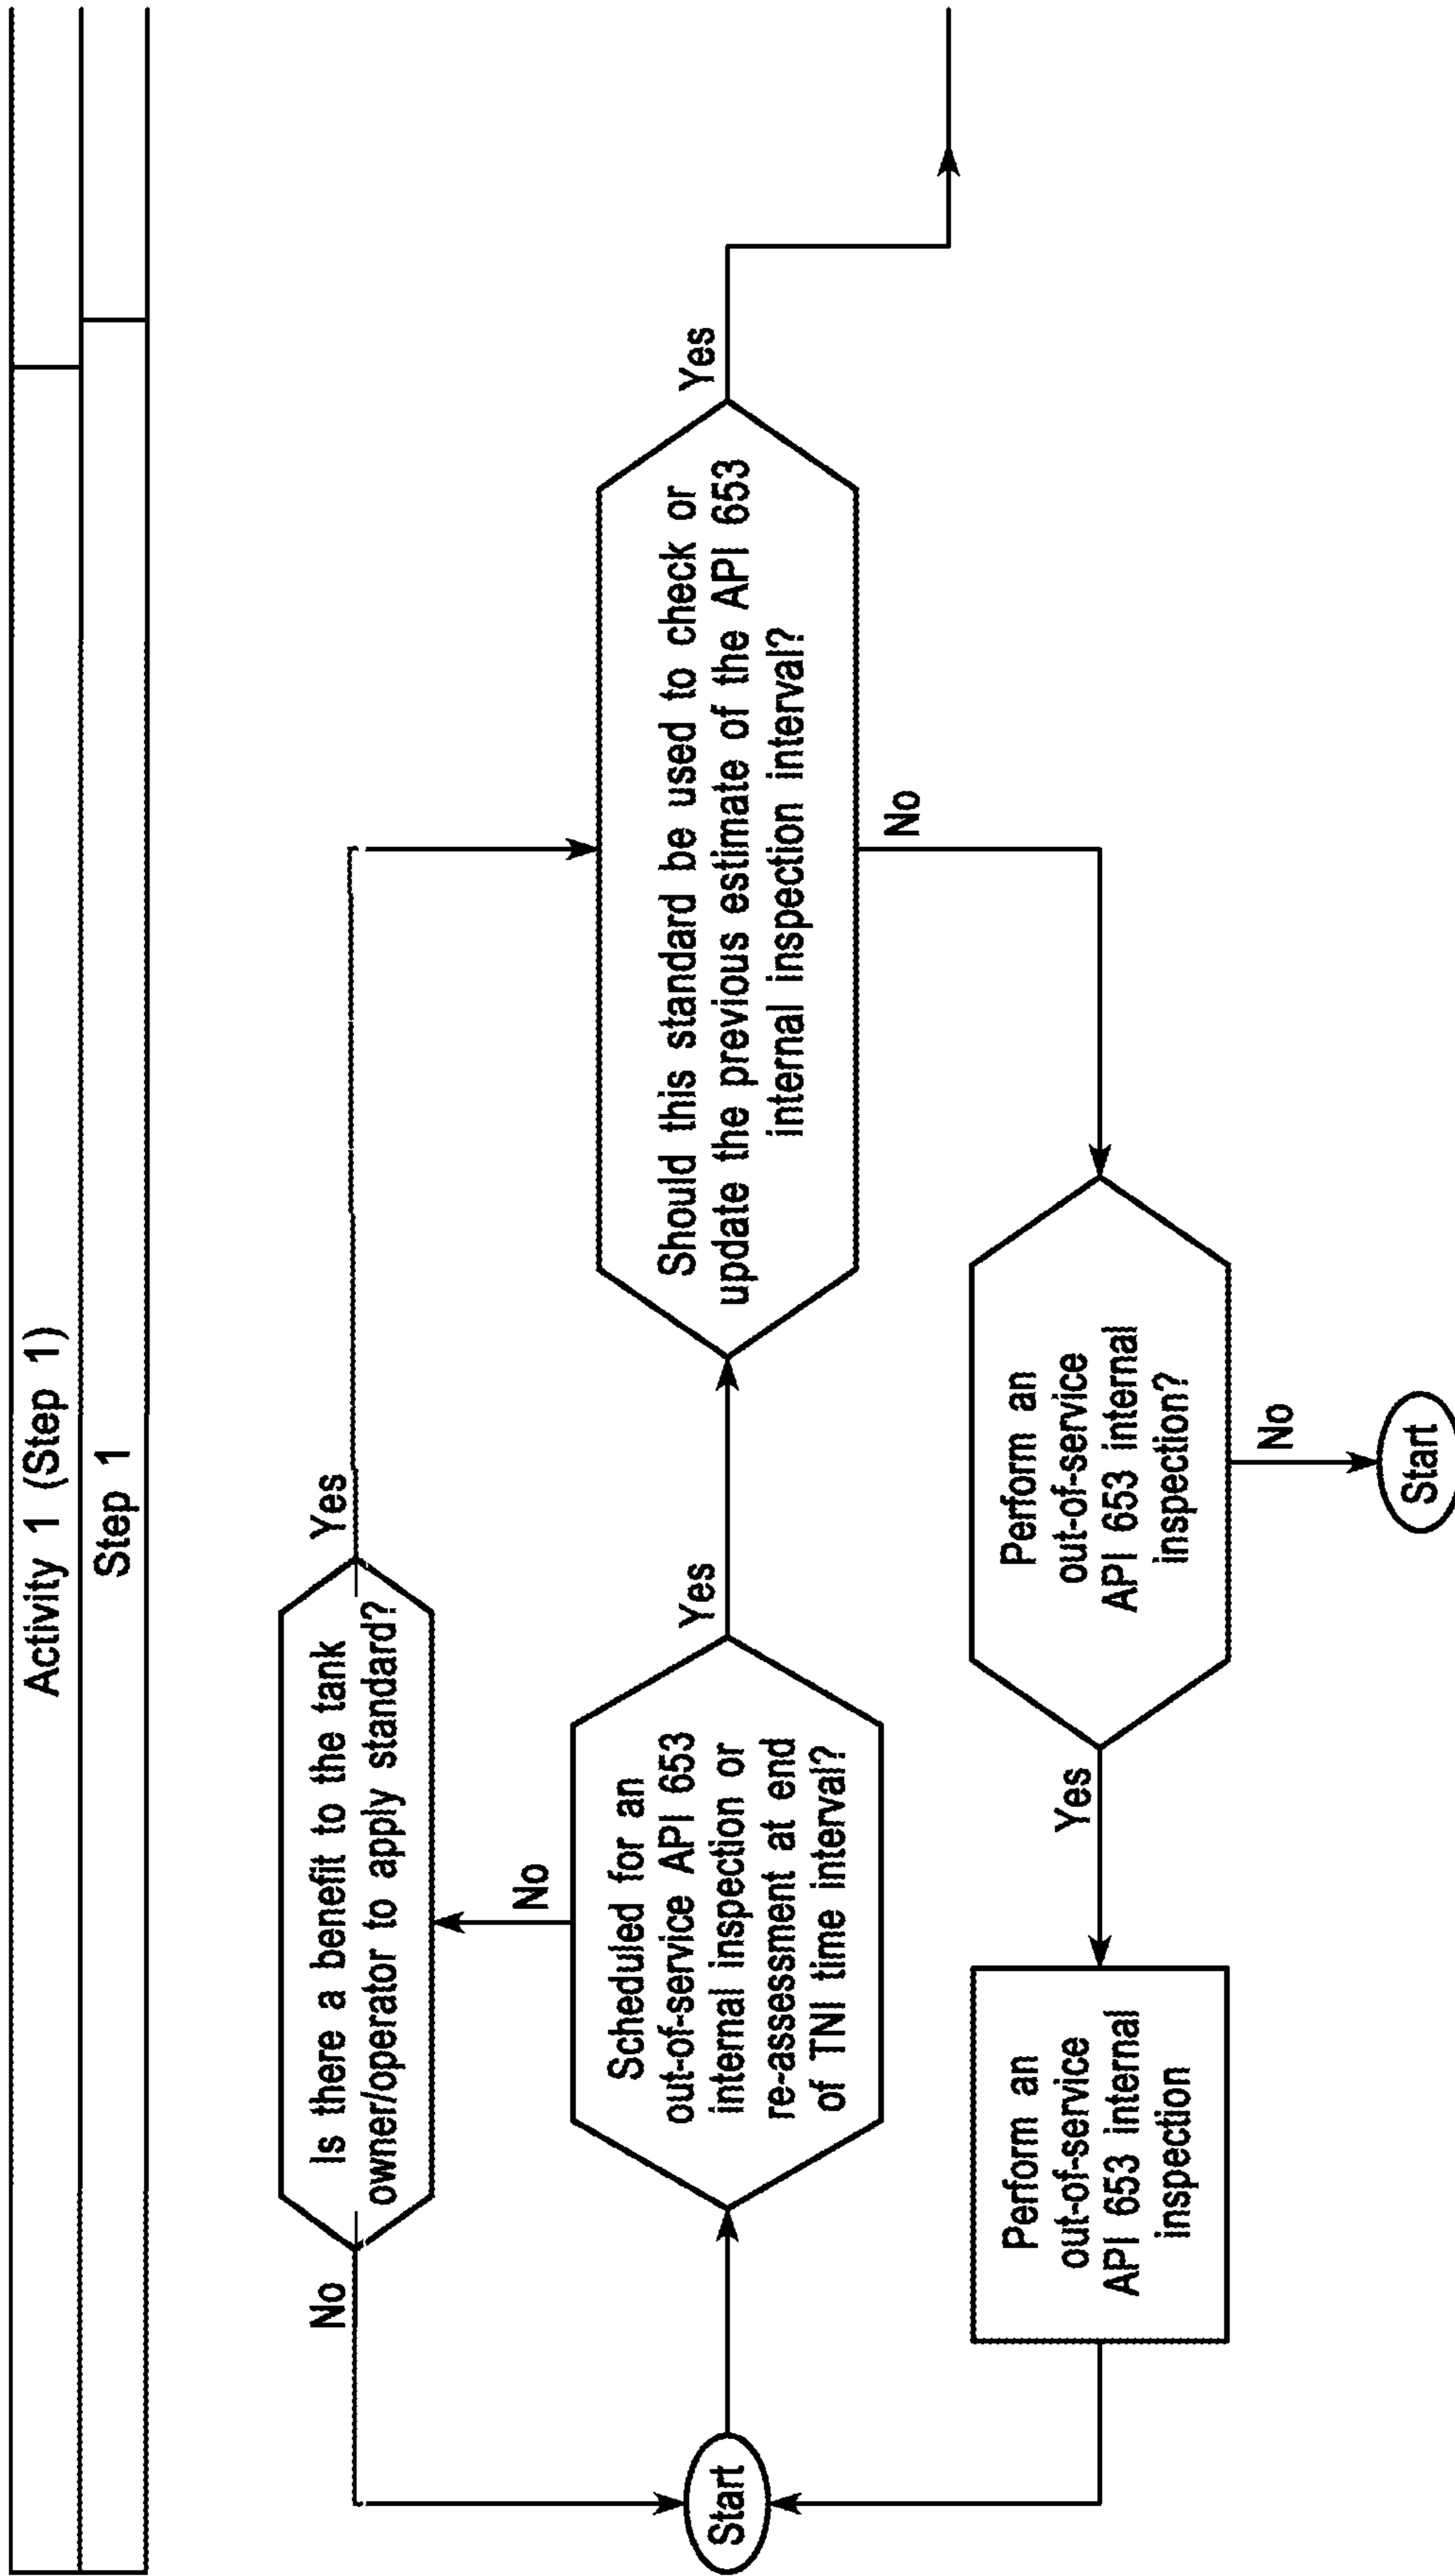 Activity 1 (Step 1)
Step 1
No
Is there a benefit to the tank
owner/operator to apply standard?
Yes
No
Start
Scheduled for an
out-of-service API 653
internal inspection or
re-assessment at end
of TNI time interval?
Yes
Should this standard be used to check or
update the previous estimate of the API 653
internal inspection interval?
Yes
No
Perform an
out-of-service
API 653 internal
inspection
Yes
Perform an
out-of-service
API 653 internal
inspection?
No
Start